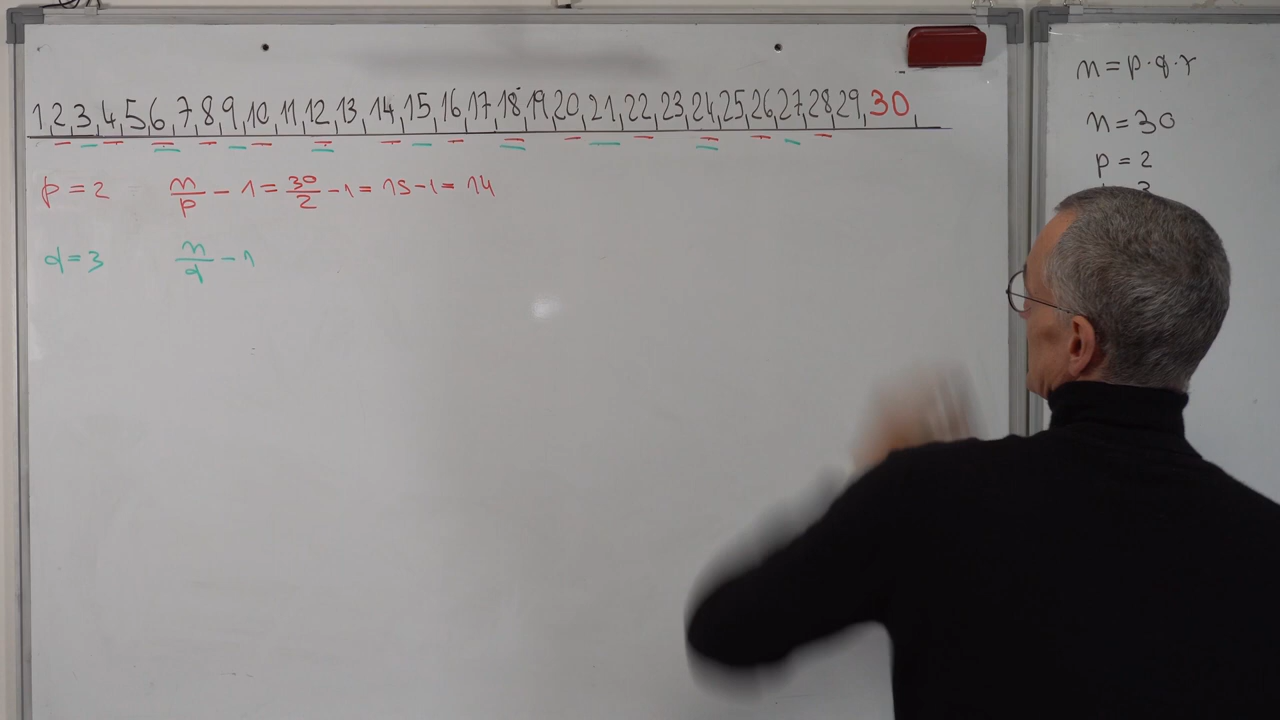 1,2,3,4,5,6,7,8,9,10,11,12,13,14,15,16,17,18,19,20,21,22,23,24,25,26,27,28,29,30,
p = 2 n/p - 1 = 30/2 - 1 = 15 - 1 = 14
q = 3 n/q - 1
n = p·q·r
n = 30
p = 2